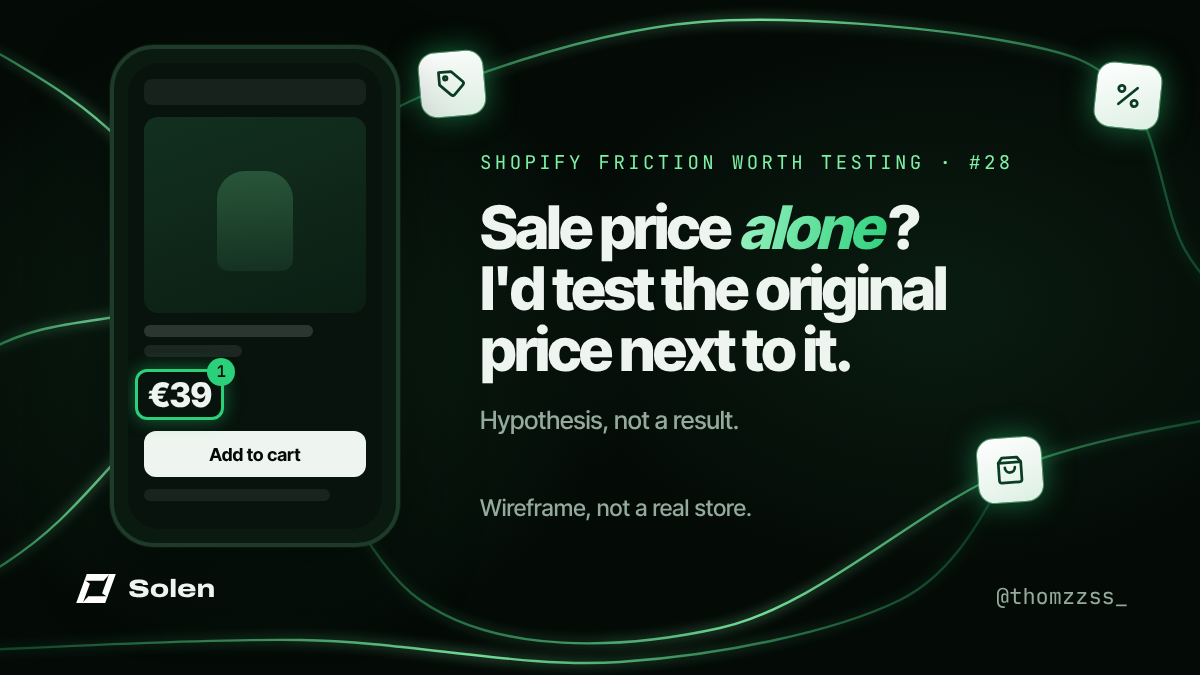 SHOPIFY FRICTION WORTH TESTING · #28
Sale price alone?
I'd test the original
price next to it.
Hypothesis, not a result.
Wireframe, not a real store.
1
€39
Add to cart
Solen
@thomzzss_